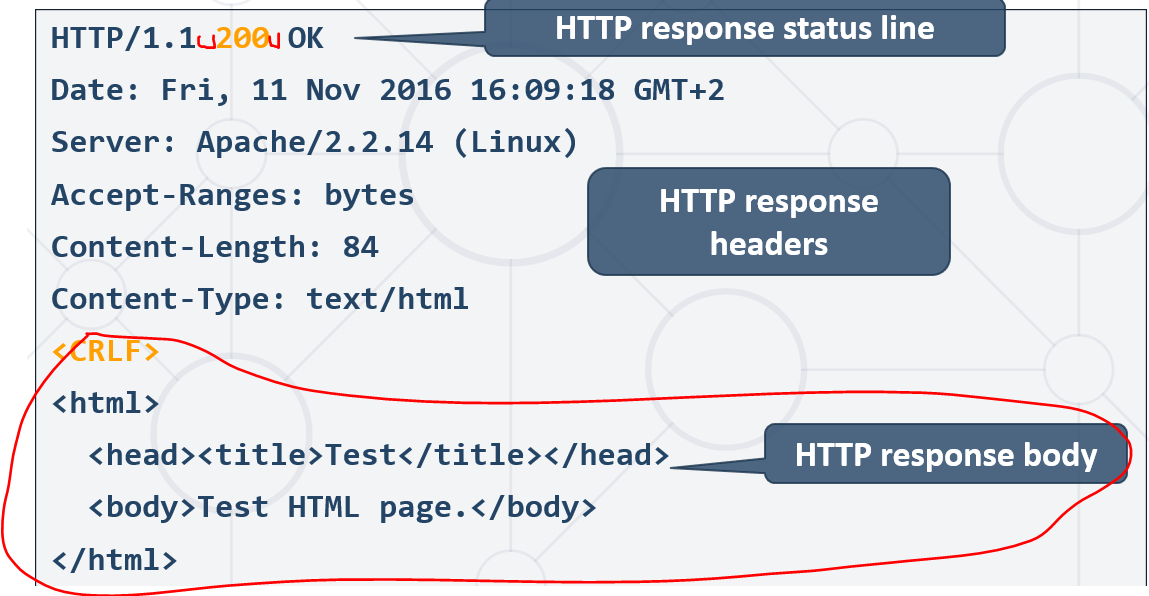 HTTP/1.1 200 OK
HTTP response status line
Date: Fri, 11 Nov 2016 16:09:18 GMT+2
Server: Apache/2.2.14 (Linux)
Accept-Ranges: bytes
HTTP response
headers
Content-Length: 84
Content-Type: text/html
<CRLF>
<html>
<head><title>Test</title></head>
HTTP response body
<body>Test HTML page.</body>
</html>